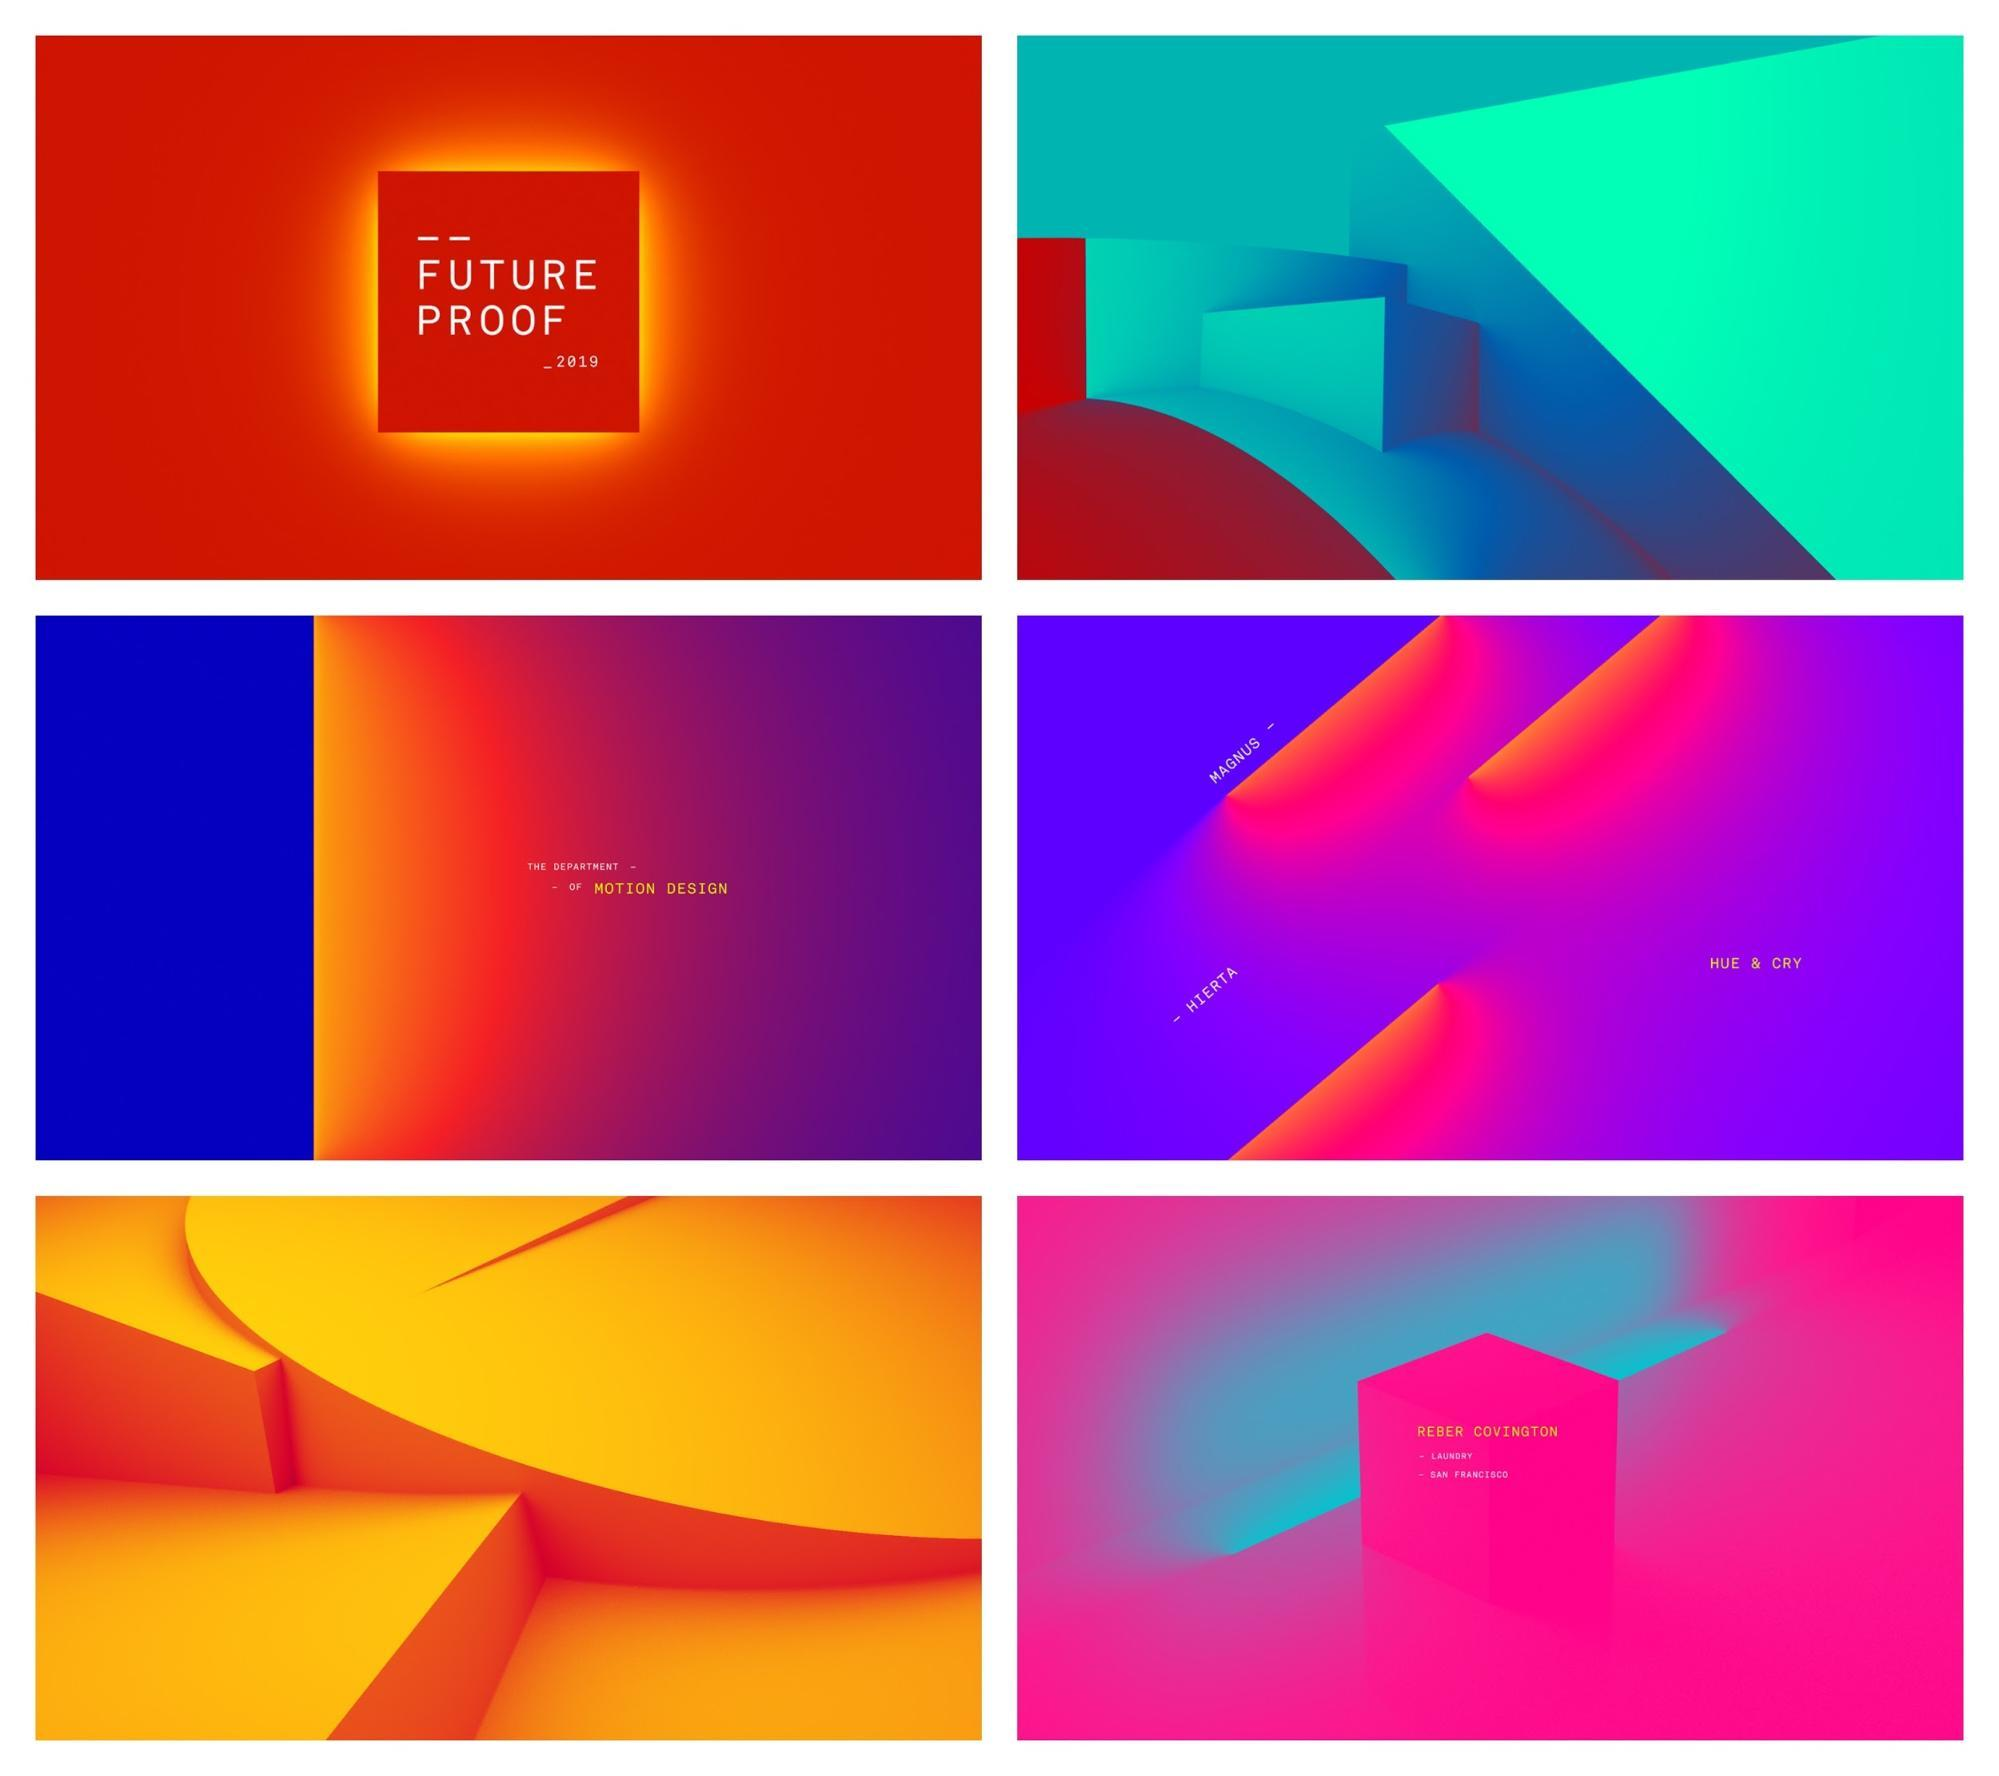 — —
FUTURE
PROOF
_2019
THE DEPARTMENT –
– OF MOTION DESIGN
MAGNUS –
– HIERTA
HUE & CRY
REBER COVINGTON
– LAUNDRY
– SAN FRANCISCO